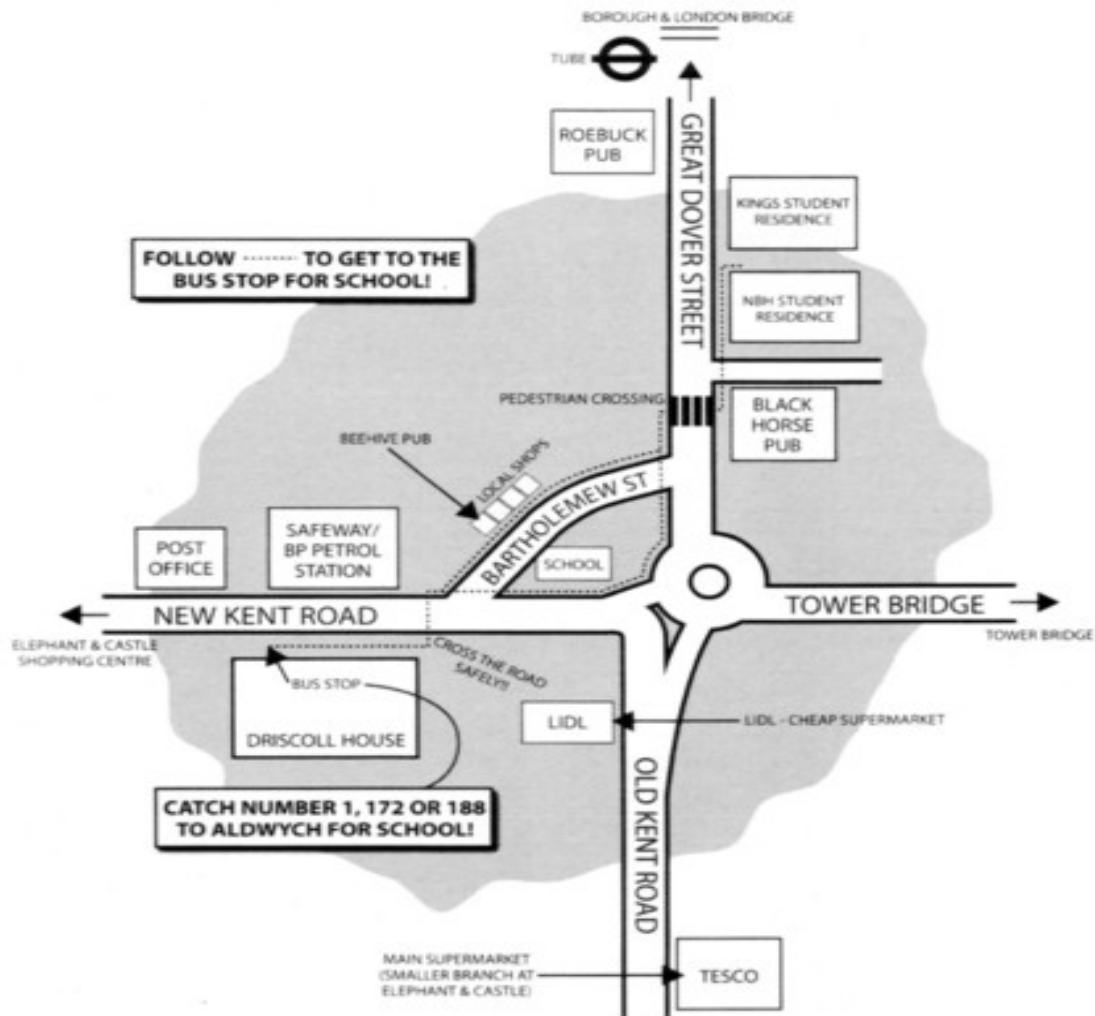 BOROUGH & LONDON BRIDGE
TUBE
ROEBUCK
PUB
GREAT DOVER STREET
KINGS STUDENT
RESIDENCE
FOLLOW ............ TO GET TO THE
BUS STOP FOR SCHOOL!
NBH STUDENT
RESIDENCE
PEDESTRIAN CROSSING
BLACK
HORSE
PUB
BEEHIVE PUB
LOCAL SHOPS
BARTHOLEMEW ST
POST
OFFICE
SAFEWAY/
BP PETROL
STATION
SCHOOL
NEW KENT ROAD
TOWER BRIDGE
ELEPHANT & CASTLE
SHOPPING CENTRE
TOWER BRIDGE
CROSS THE ROAD
SAFELY!!
BUS STOP
DRISCOLL HOUSE
LIDL
LIDL - CHEAP SUPERMARKET
CATCH NUMBER 1, 172 OR 188
TO ALDWYCH FOR SCHOOL!
OLD KENT ROAD
MAIN SUPERMARKET
(SMALLER BRANCH AT
ELEPHANT & CASTLE)
TESCO